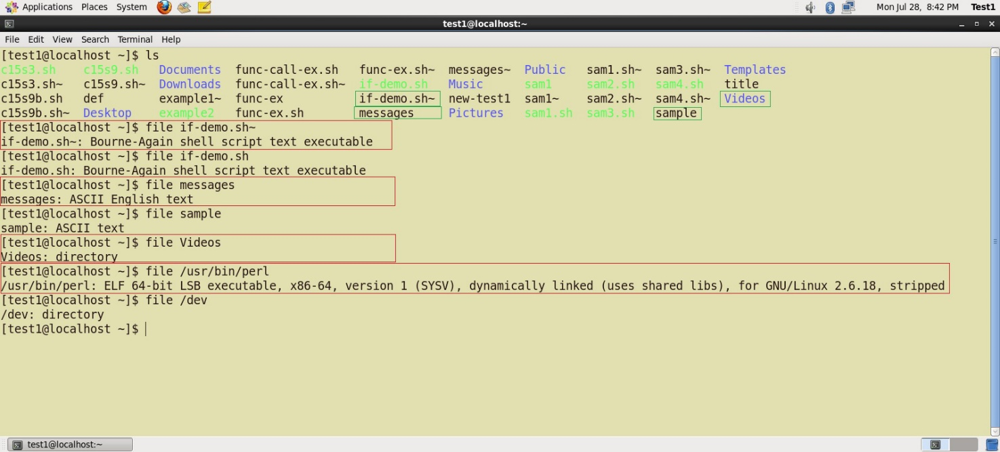 Applications Places System Mon Jul 28, 8:42 PM Test1
test1@localhost:~
File Edit View Search Terminal Help
[test1@localhost ~]$ ls
c15s3.sh c15s9.sh Documents func-call-ex.sh func-ex.sh~ messages~ Public sam1.sh~ sam3.sh~ Templates
c15s3.sh~ c15s9.sh~ Downloads func-call-ex.sh~ if-demo.sh Music sam1 sam2.sh sam4.sh title
c15s9b.sh def example1~ func-ex if-demo.sh~ new-test1 sam1~ sam2.sh~ sam4.sh~ Videos
c15s9b.sh~ Desktop example2 func-ex.sh messages Pictures sam1.sh sam3.sh sample
[test1@localhost ~]$ file if-demo.sh~
if-demo.sh~: Bourne-Again shell script text executable
[test1@localhost ~]$ file if-demo.sh
if-demo.sh: Bourne-Again shell script text executable
[test1@localhost ~]$ file messages
messages: ASCII English text
[test1@localhost ~]$ file sample
sample: ASCII text
[test1@localhost ~]$ file Videos
Videos: directory
[test1@localhost ~]$ file /usr/bin/perl
/usr/bin/perl: ELF 64-bit LSB executable, x86-64, version 1 (SYSV), dynamically linked (uses shared libs), for GNU/Linux 2.6.18, stripped
[test1@localhost ~]$ file /dev
/dev: directory
[test1@localhost ~]$
test1@localhost:~